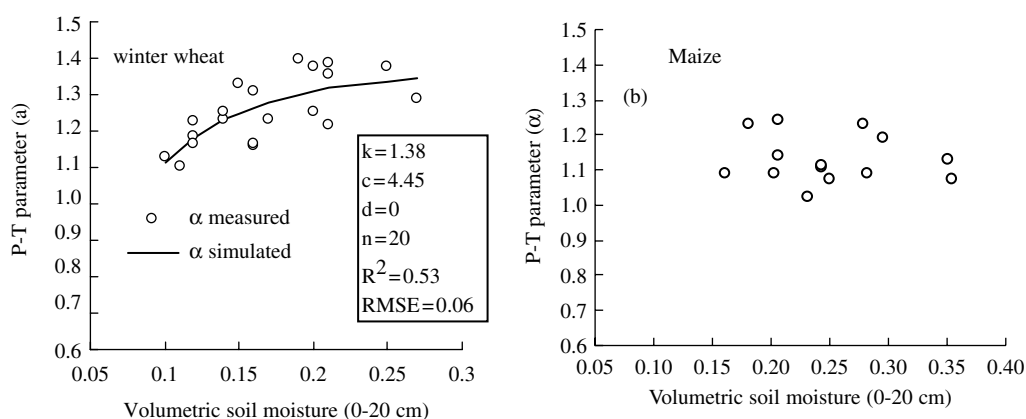 P-T parameter (a)
1.5
1.4
1.3
1.2
1.1
1.0
0.9
0.8
0.7
0.6
winter wheat
α measured
α simulated
k=1.38
c=4.45
d=0
n=20
R²=0.53
RMSE=0.06
0.05 0.1 0.15 0.2 0.25 0.3
Volumetric soil moisture (0-20 cm)
P-T parameter (α)
1.5
1.4
1.3
1.2
1.0
1.1
0.9
0.8
0.7
0.6
Maize
(b)
0.05 0.10 0.15 0.20 0.25 0.30 0.35 0.40
Volumetric soil moisture (0-20 cm)